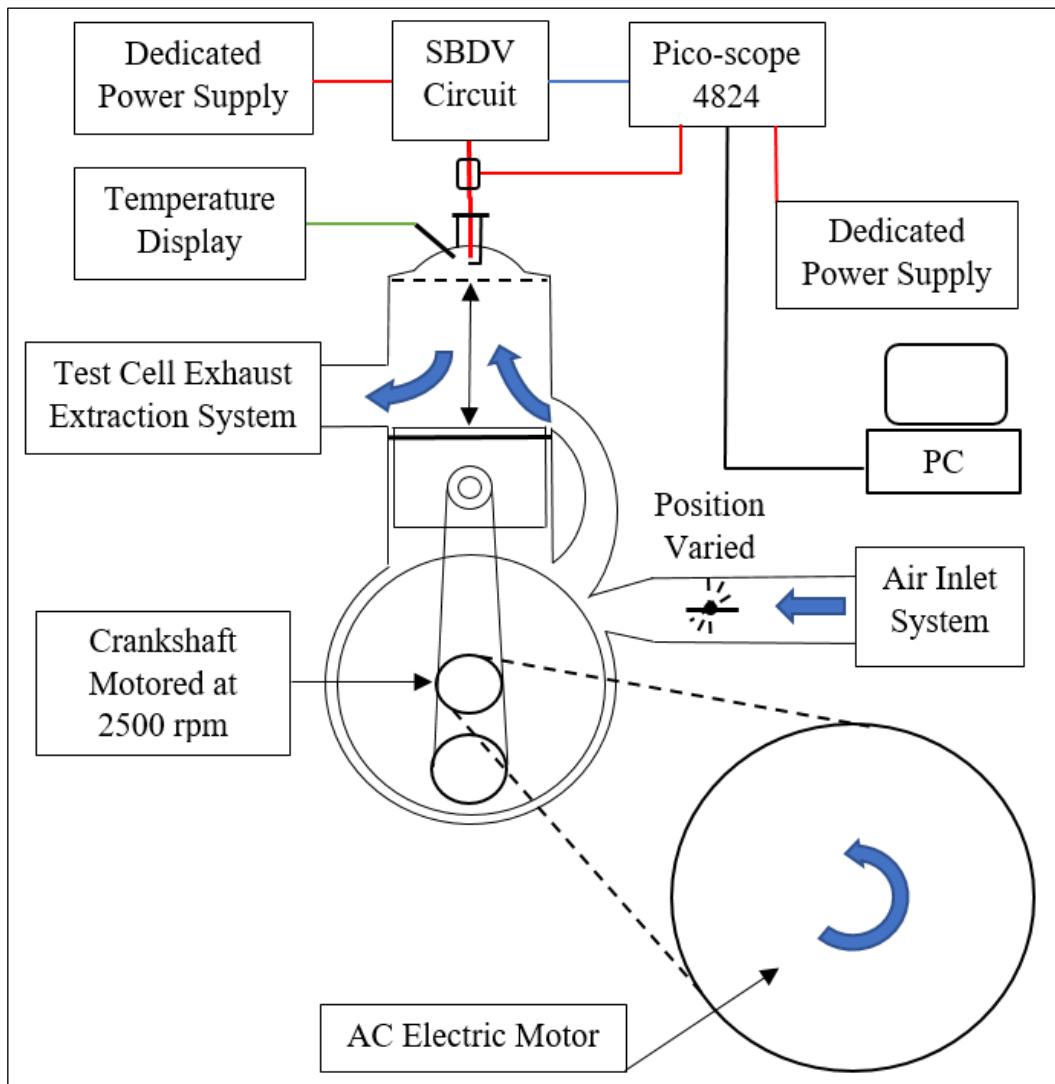 Dedicated
Power Supply
SBDV
Circuit
Pico-scope
4824
Temperature
Display
Dedicated
Power Supply
Test Cell Exhaust
Extraction System
PC
Position
Varied
Air Inlet
System
Crankshaft
Motored at
2500 rpm
AC Electric Motor